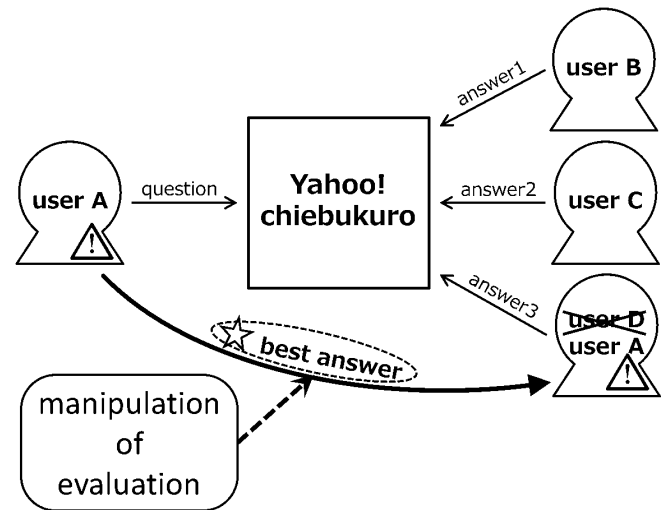 user B
answer1
user A
question
Yahoo!
chiebukuro
answer2
user C
answer3
user D
user A
best answer
manipulation
of
evaluation
!
!